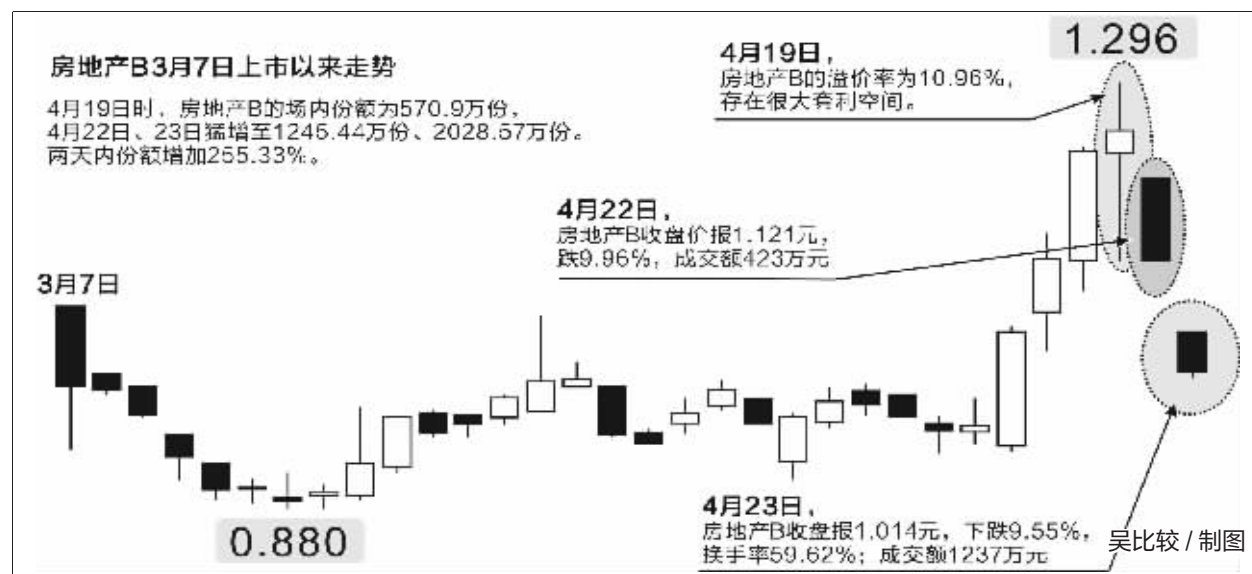 房地产B3月7日上市以来走势
4月19日时，房地产B的场内份额为570.9万份，
4月22日、23日猛增至1245.44万份、2028.57万份。
两天内份额增加255.33%。
4月19日，
房地产B的溢价率为10.96%，
存在很大套利空间。
1.296
4月22日，
房地产B收盘价报1.121元，
跌9.96%，成交额423万元
3月7日
0.880
4月23日，
房地产B收盘报1.014元，下跌9.55%，
换手率59.62%；成交额1237万元
吴比较 / 制图